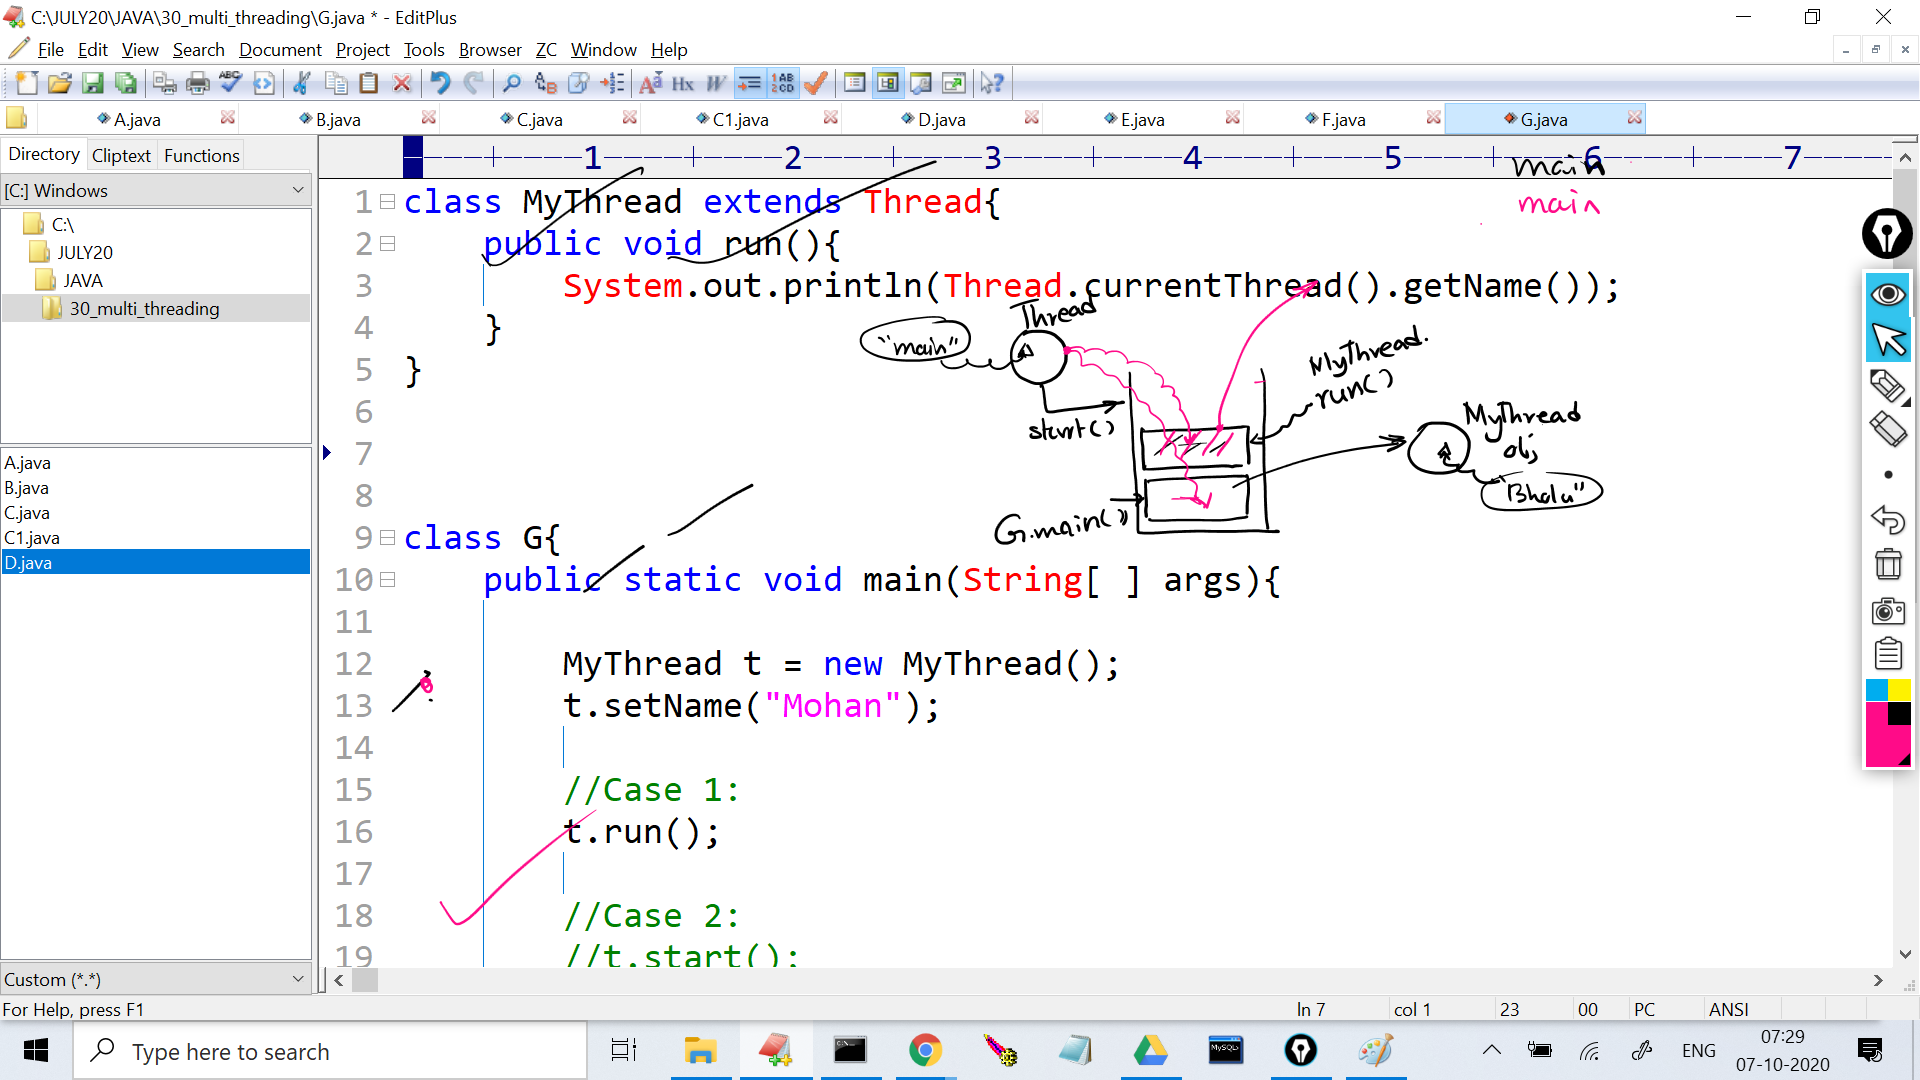 C:\JULY20\JAVA\30_multi_threading\G.java * - EditPlus
File Edit View Search Document Project Tools Browser ZC Window Help
A.java B.java C.java C1.java D.java E.java F.java G.java
Directory Cliptext Functions
[C:] Windows
C:\
JULY20
JAVA
30_multi_threading
A.java
B.java
C.java
C1.java
D.java
Custom (*.*)
1 2 3 4 5 6 7
main
main
1 class MyThread extends Thread{
2 public void run(){
3 System.out.println(Thread.currentThread().getName());
4 }
5 }
6
7
8
9 class G{
10 public static void main(String[ ] args){
11
12 MyThread t = new MyThread();
13 t.setName("Mohan");
14
15 //Case 1:
16 t.run();
17
18 //Case 2:
19 //t.start();
Thread
"main"
start()
MyThread.
run()
MyThread
obj
"Bhalu"
G.main()
For Help, press F1
ln 7 col 1 23 00 PC ANSI
Type here to search
MySQL
ENG
07:29
07-10-2020